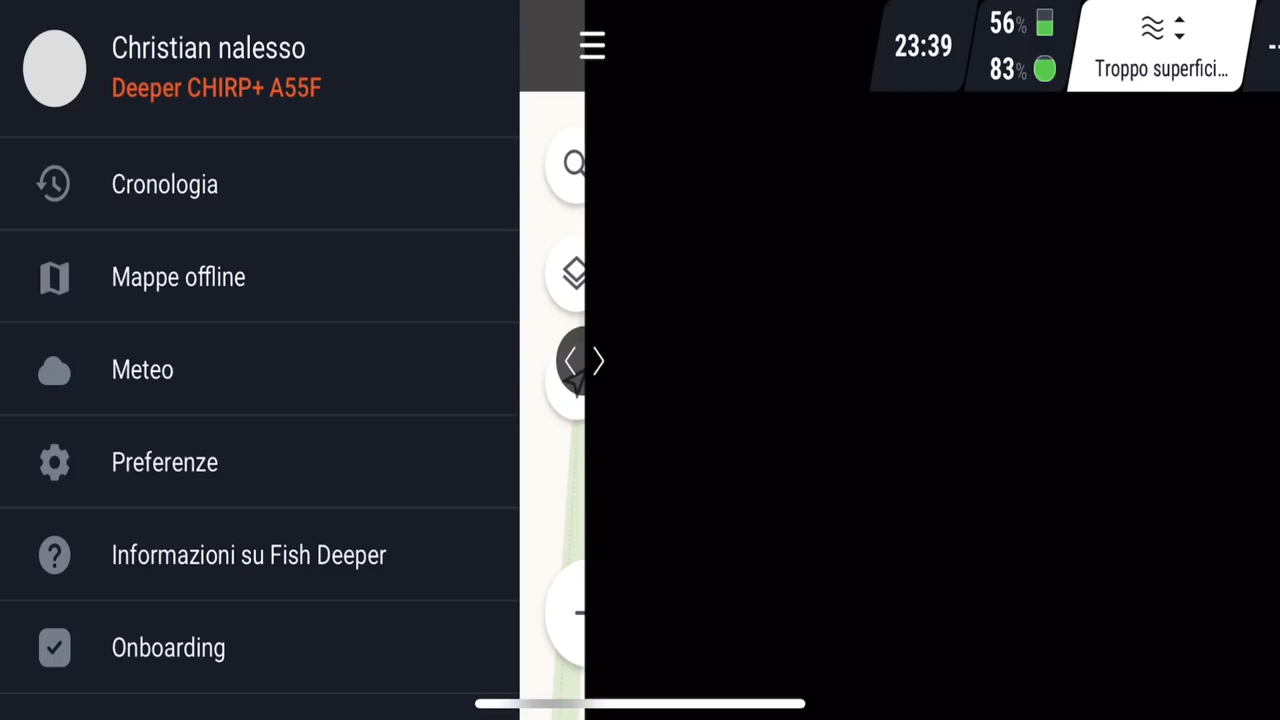 Christian nalesso
Deeper CHIRP+ A55F
Cronologia
Mappe offline
Meteo
Preferenze
Informazioni su Fish Deeper
Onboarding
23:39
56%
83%
Troppo superfici...
--